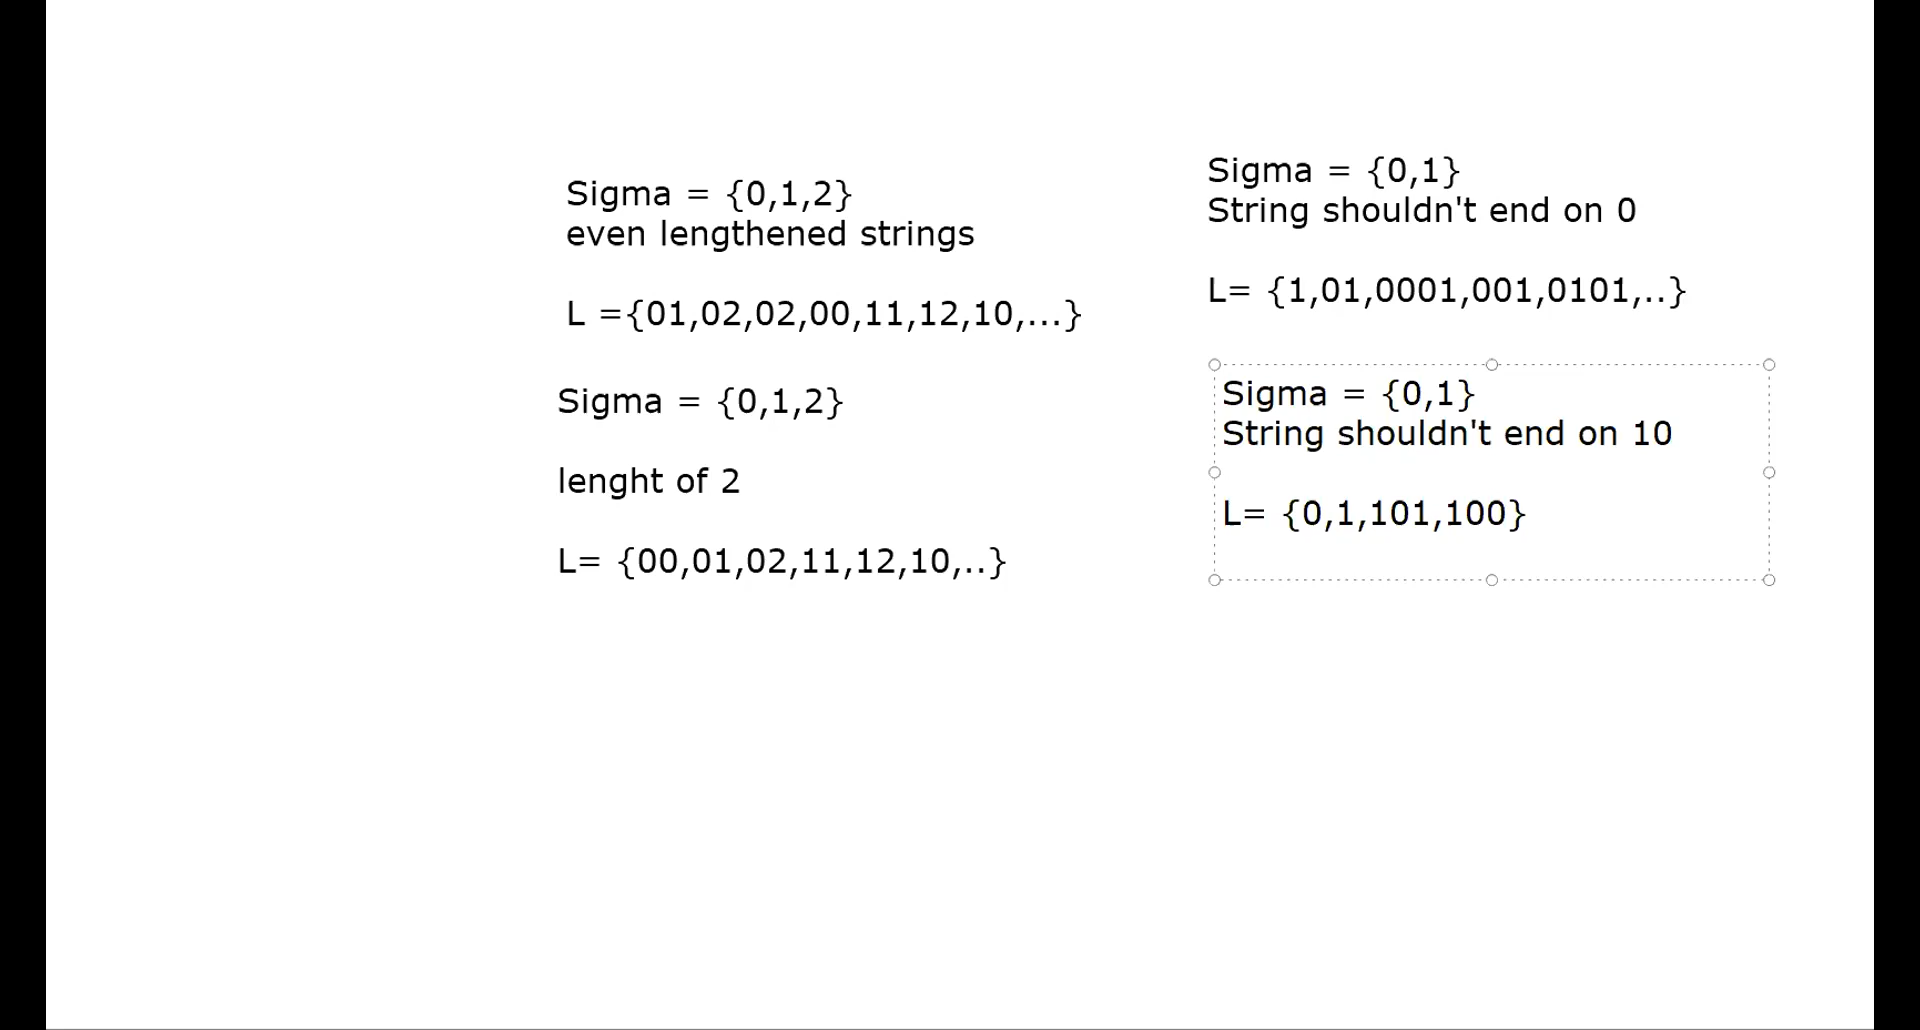 Sigma = {0,1,2}
even lengthened strings
L ={01,02,02,00,11,12,10,...}
Sigma = {0,1,2}
lenght of 2
L= {00,01,02,11,12,10,..}
Sigma = {0,1}
String shouldn't end on 0
L= {1,01,0001,001,0101,..}
Sigma = {0,1}
String shouldn't end on 10
L= {0,1,101,100}